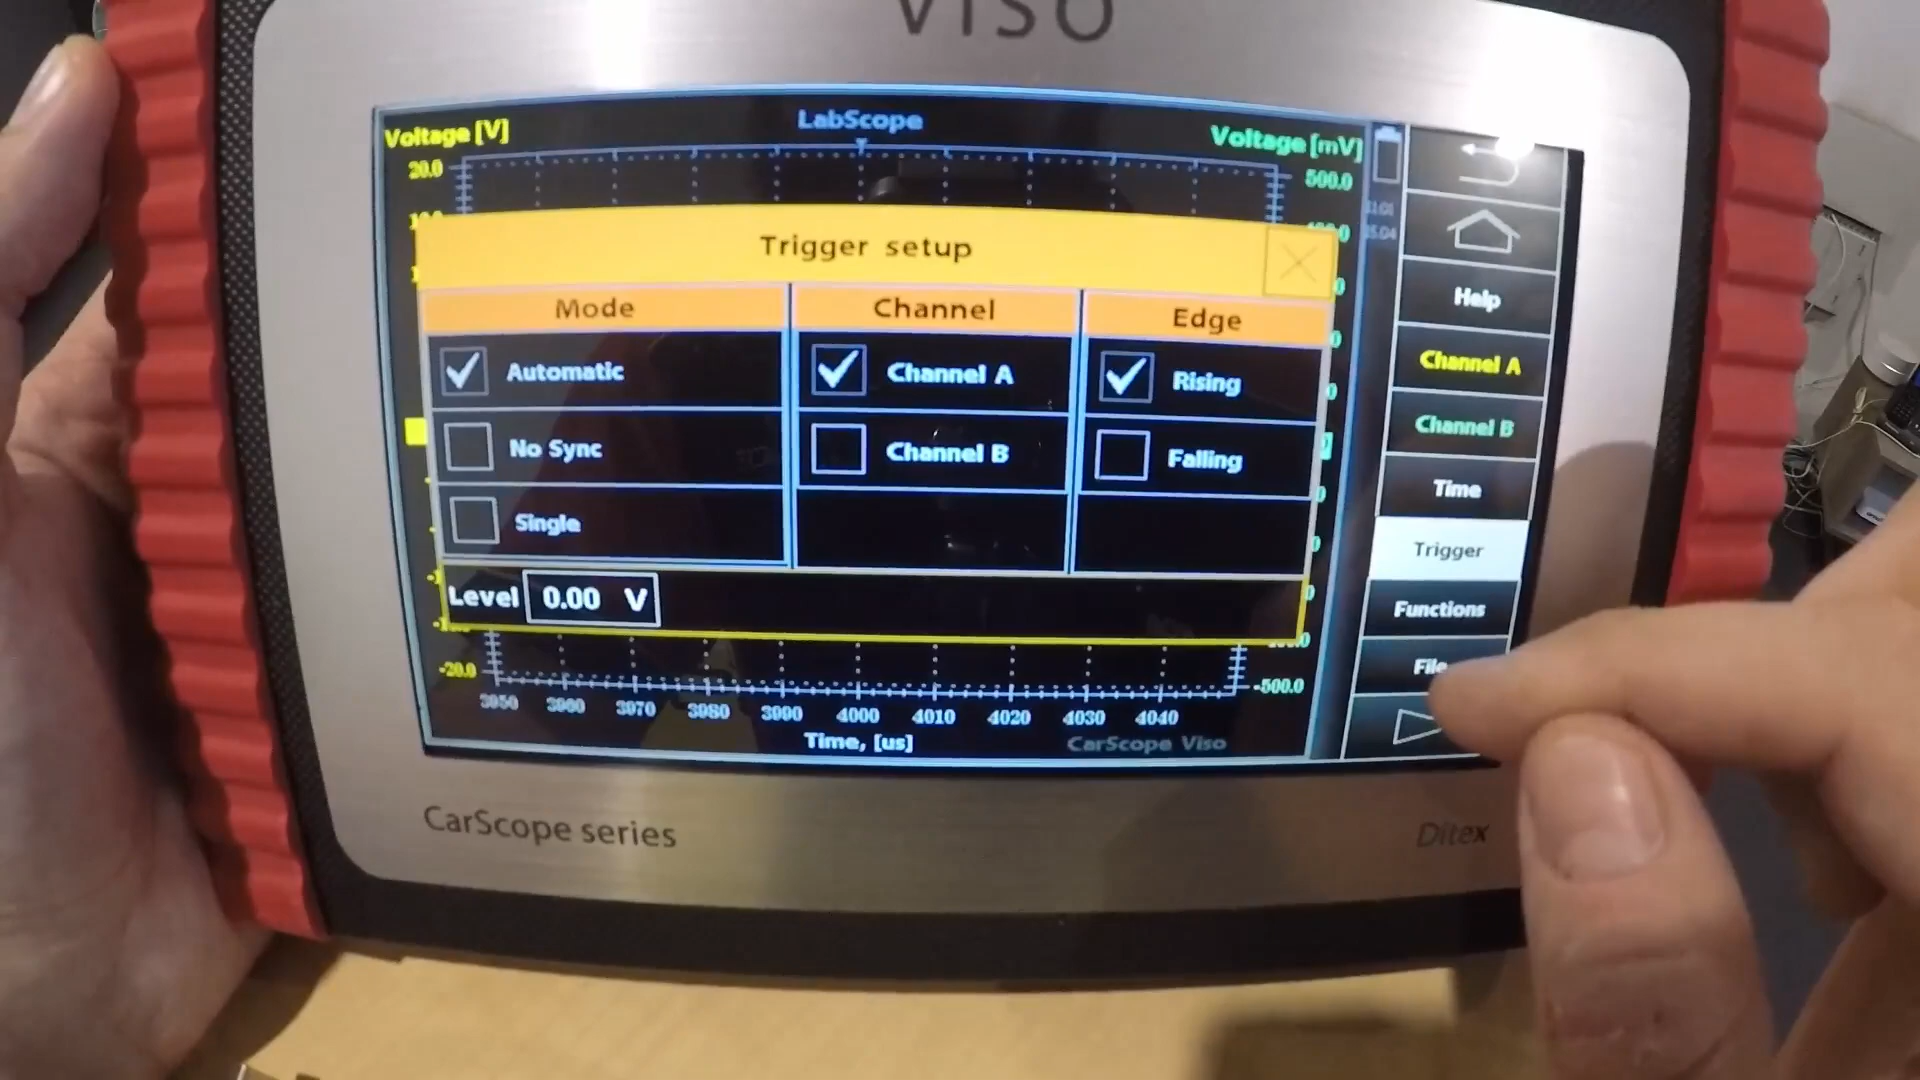 VISO
Voltage [V]
LabScope
Voltage [mV]
20.0
500.0
Trigger setup
Mode
Channel
Edge
Automatic
Channel A
Rising
No Sync
Channel B
Falling
Single
Level 0.00 V
-20.0
-500.0
3950 3960 3970 3980 3990 4000 4010 4020 4030 4040
Time, [us]
CarScope Viso
Help
Channel A
Channel B
Time
Trigger
Functions
File
CarScope series
Ditex